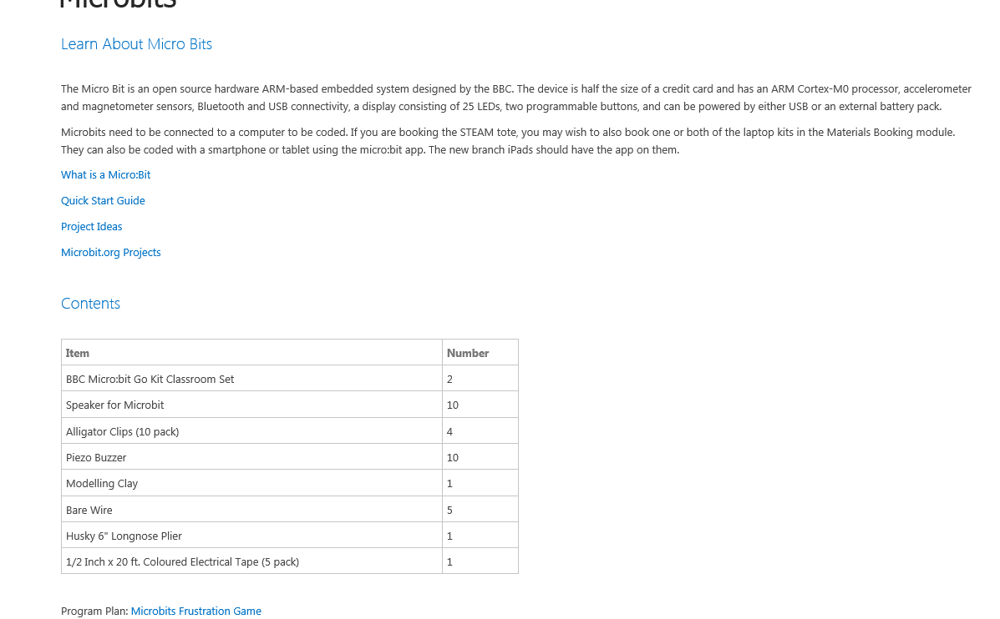 Microbits
Learn About Micro Bits
The Micro Bit is an open source hardware ARM-based embedded system designed by the BBC. The device is half the size of a credit card and has an ARM Cortex-M0 processor, accelerometer
and magnetometer sensors, Bluetooth and USB connectivity, a display consisting of 25 LEDs, two programmable buttons, and can be powered by either USB or an external battery pack.
Microbits need to be connected to a computer to be coded. If you are booking the STEAM tote, you may wish to also book one or both of the laptop kits in the Materials Booking module.
They can also be coded with a smartphone or tablet using the micro:bit app. The new branch iPads should have the app on them.
What is a Micro:Bit
Quick Start Guide
Project Ideas
Microbit.org Projects
Contents
Item Number
BBC Micro:bit Go Kit Classroom Set 2
Speaker for Microbit 10
Alligator Clips (10 pack) 4
Piezo Buzzer 10
Modelling Clay 1
Bare Wire 5
Husky 6" Longnose Plier 1
1/2 Inch x 20 ft. Coloured Electrical Tape (5 pack) 1
Program Plan: Microbits Frustration Game